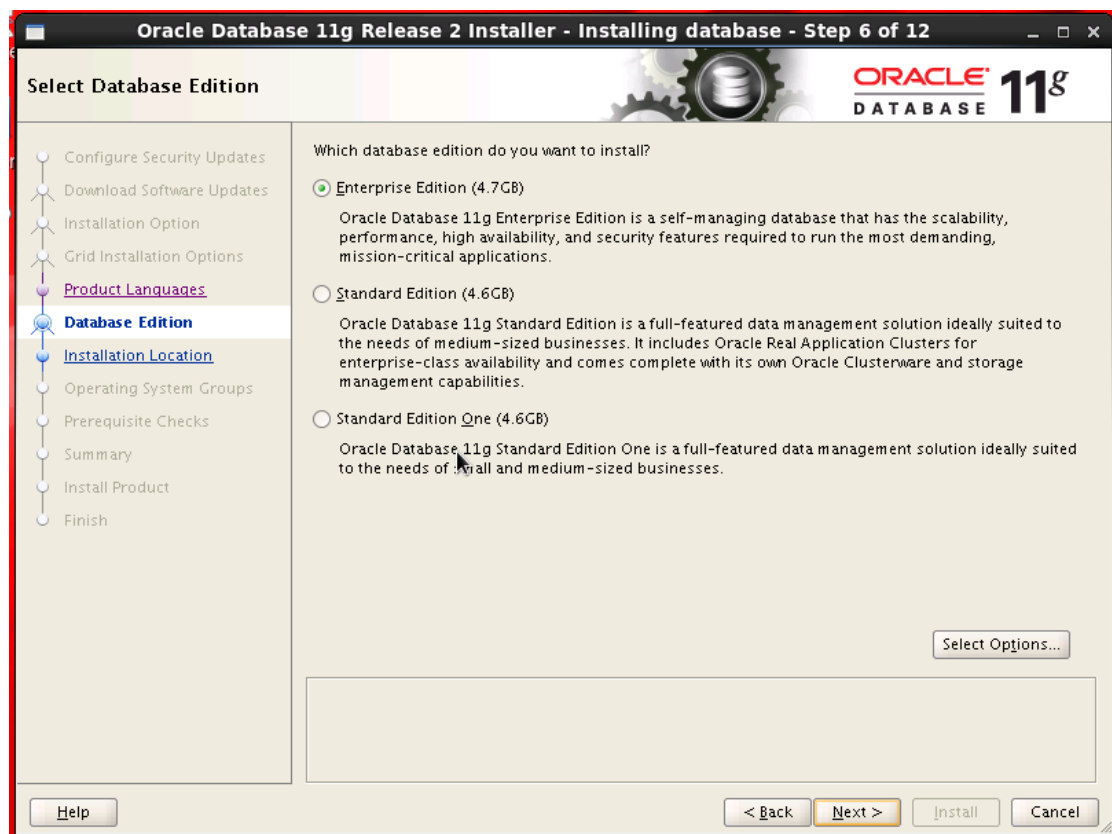 Oracle Database 11g Release 2 Installer - Installing database - Step 6 of 12
Select Database Edition
ORACLE
DATABASE
11g
Configure Security Updates
Download Software Updates
Installation Option
Grid Installation Options
Product Languages
Database Edition
Installation Location
Operating System Groups
Prerequisite Checks
Summary
Install Product
Finish
Which database edition do you want to install?
Enterprise Edition (4.7GB)
Oracle Database 11g Enterprise Edition is a self-managing database that has the scalability,
performance, high availability, and security features required to run the most demanding,
mission-critical applications.
Standard Edition (4.6GB)
Oracle Database 11g Standard Edition is a full-featured data management solution ideally suited to
the needs of medium-sized businesses. It includes Oracle Real Application Clusters for
enterprise-class availability and comes complete with its own Oracle Clusterware and storage
management capabilities.
Standard Edition One (4.6GB)
Oracle Database 11g Standard Edition One is a full-featured data management solution ideally suited
to the needs of small and medium-sized businesses.
Select Options...
Help
< Back
Next >
Install
Cancel